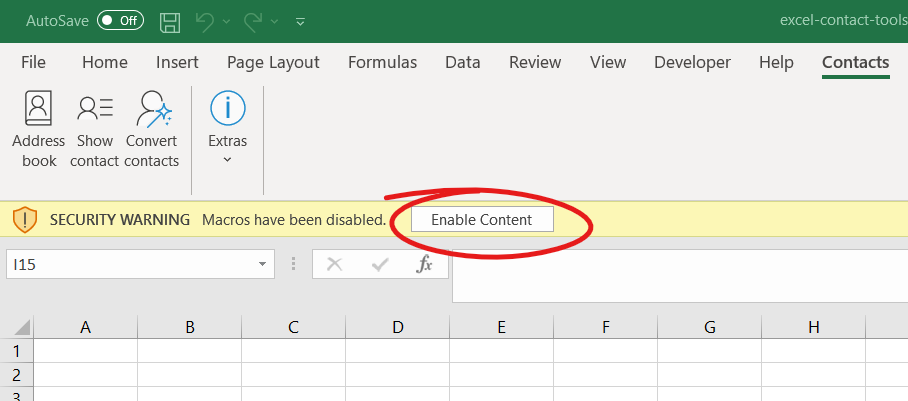 AutoSave Off excel-contact-tools
File Home Insert Page Layout Formulas Data Review View Developer Help Contacts
Address book
Show contact
Convert contacts
Extras
SECURITY WARNING Macros have been disabled. Enable Content
I15 fx
A B C D E F G H
1
2
3